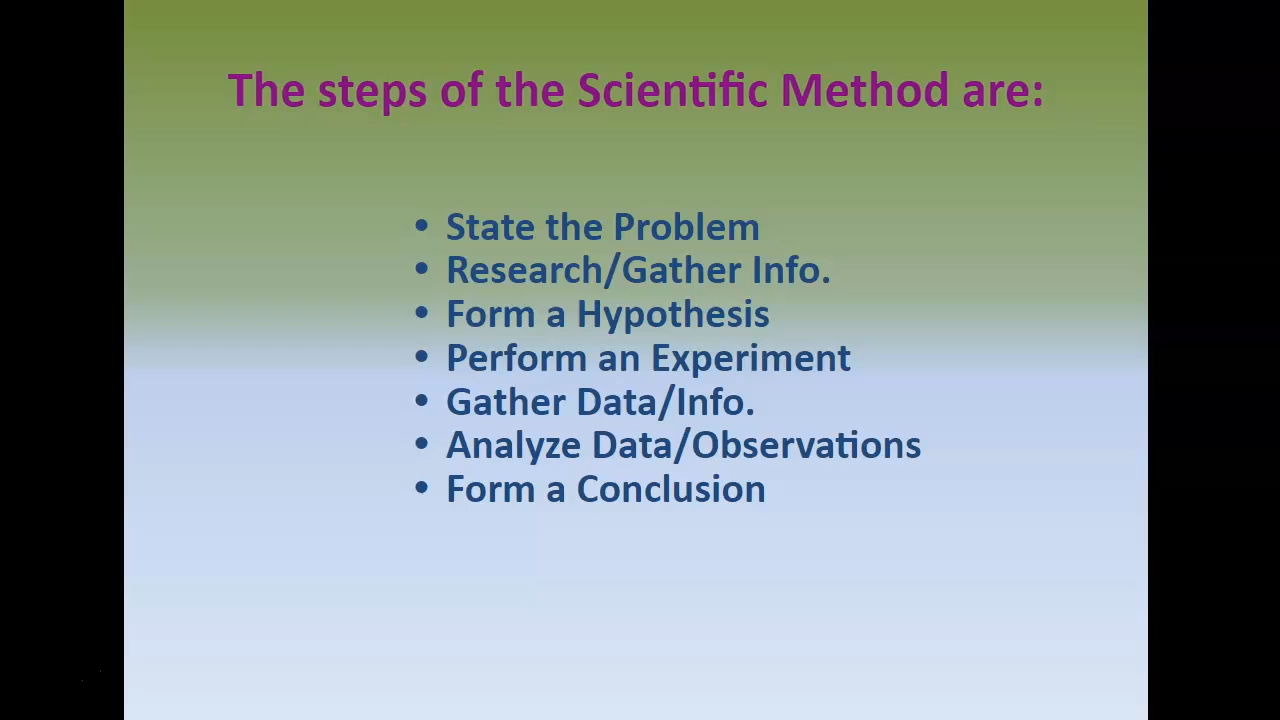 The steps of the Scientific Method are:
• State the Problem
• Research/Gather Info.
• Form a Hypothesis
• Perform an Experiment
• Gather Data/Info.
• Analyze Data/Observations
• Form a Conclusion